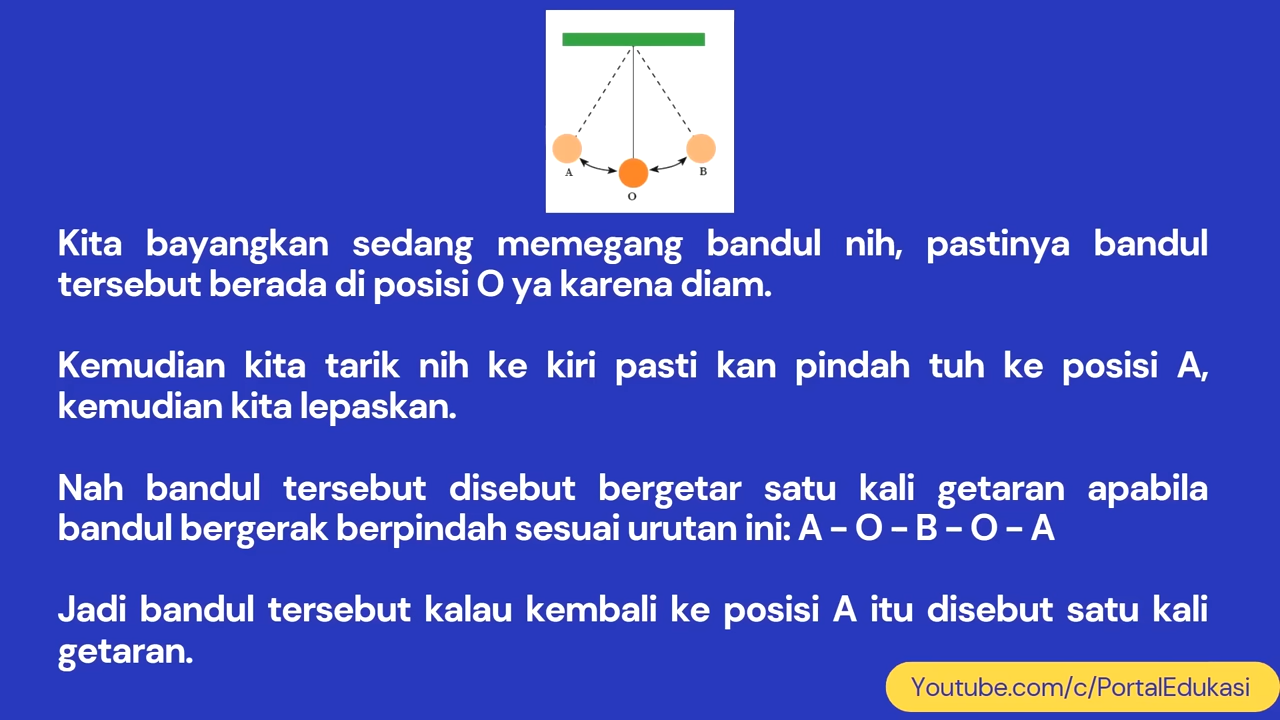 A
B
O
Kita bayangkan sedang memegang bandul nih, pastinya bandul
tersebut berada di posisi O ya karena diam.
Kemudian kita tarik nih ke kiri pasti kan pindah tuh ke posisi A,
kemudian kita lepaskan.
Nah bandul tersebut disebut bergetar satu kali getaran apabila
bandul bergerak berpindah sesuai urutan ini: A – O – B – O – A
Jadi bandul tersebut kalau kembali ke posisi A itu disebut satu kali
getaran.
Youtube.com/c/PortalEdukasi